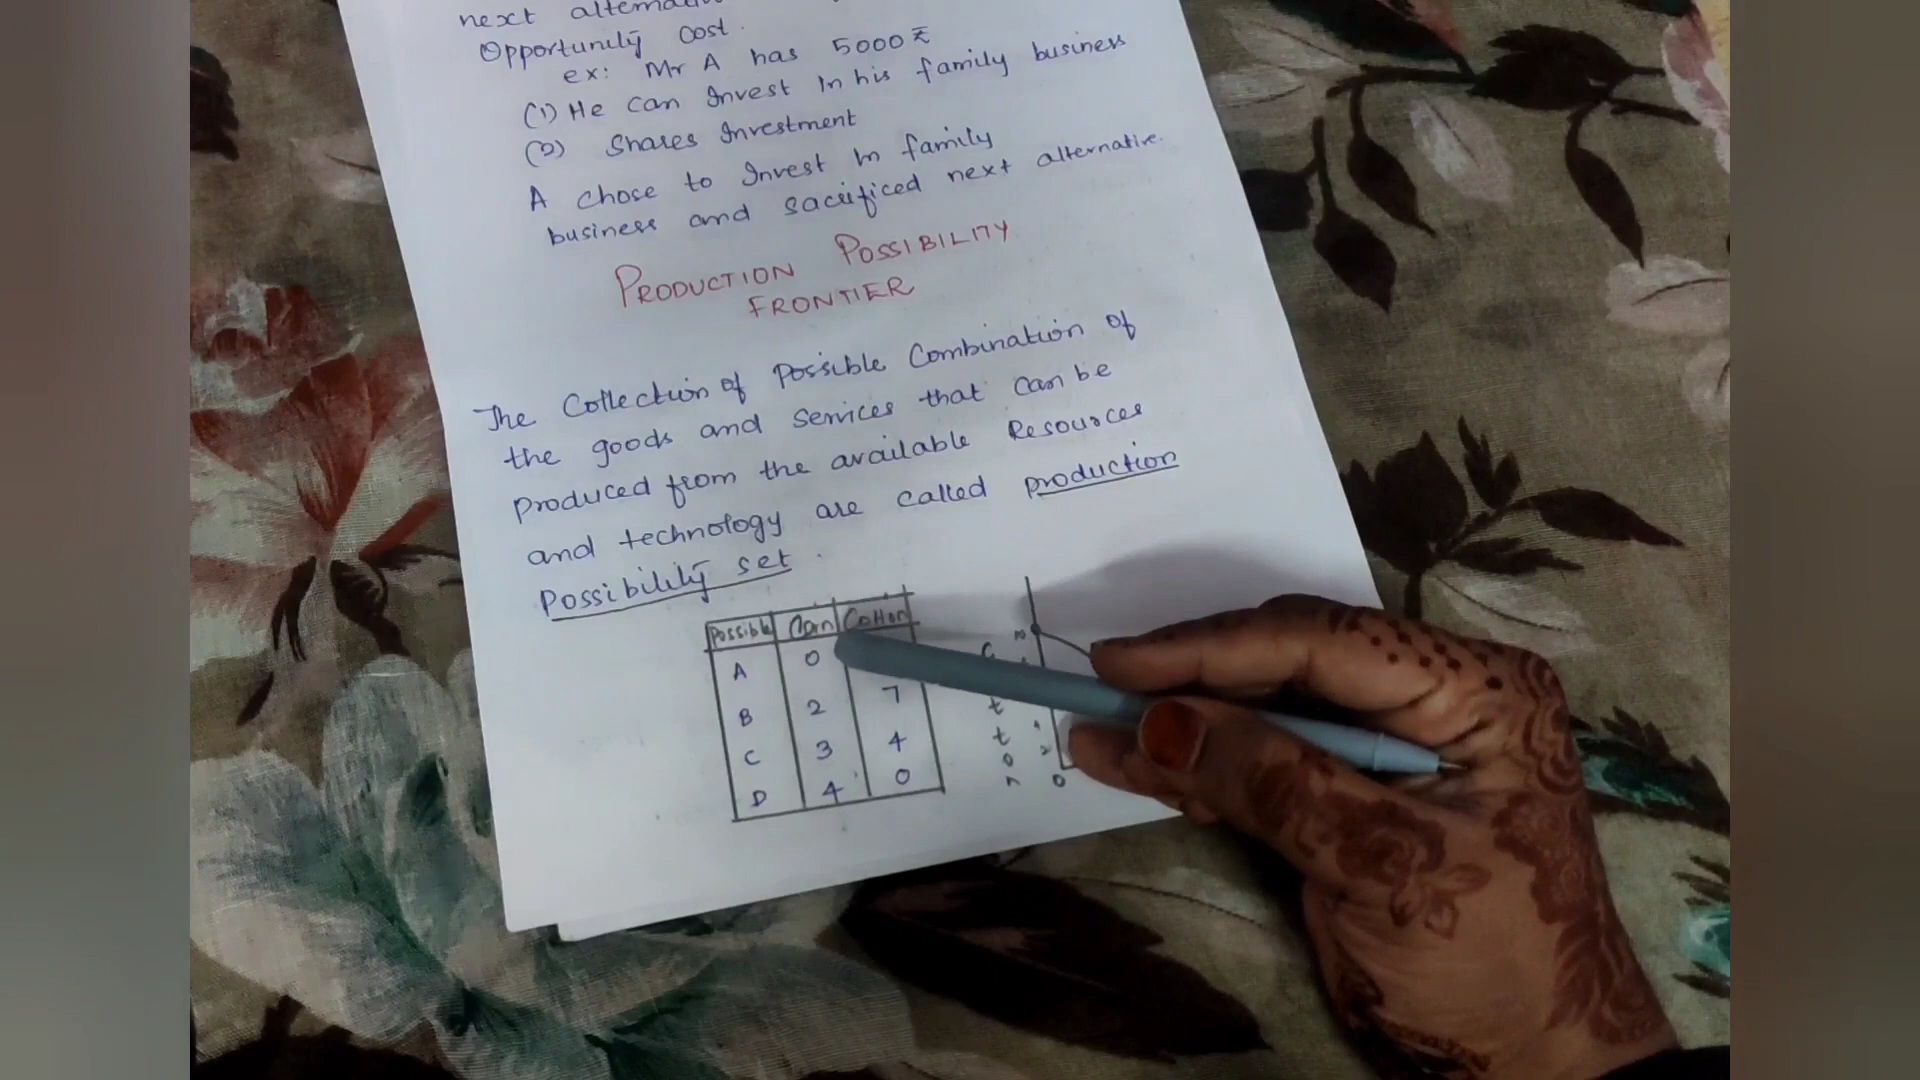 next
Opportunity cost.
ex: Mr A has 5000 ₹
(1) He can Invest In his family business
(2) Shares Investment
A chose to Invest In family
business and sacrificed next alternative.
PRODUCTION POSSIBILITY
FRONTIER
The Collection of Possible Combination of
the goods and services that can be
produced from the available Resources
and technology are called production
Possibility set.
Possible Corn Cotton
A 0
B 2 7
C 3 4
D 4 0
t
t
o
n
2
0